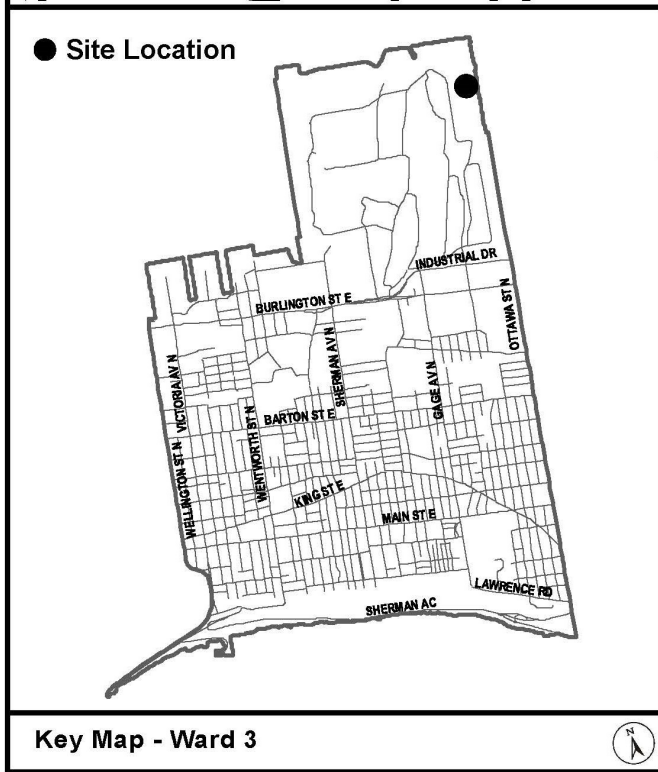 Site Location
INDUSTRIAL DR
BURLINGTON ST E
OTTAWA ST N
SHERMAN AV N
VICTORIA AV N
GAGE AV N
WENTWORTH ST N
BARTON ST E
WELLINGTON ST N
KING ST E
MAIN ST E
LAWRENCE RD
SHERMAN AC
Key Map - Ward 3
N